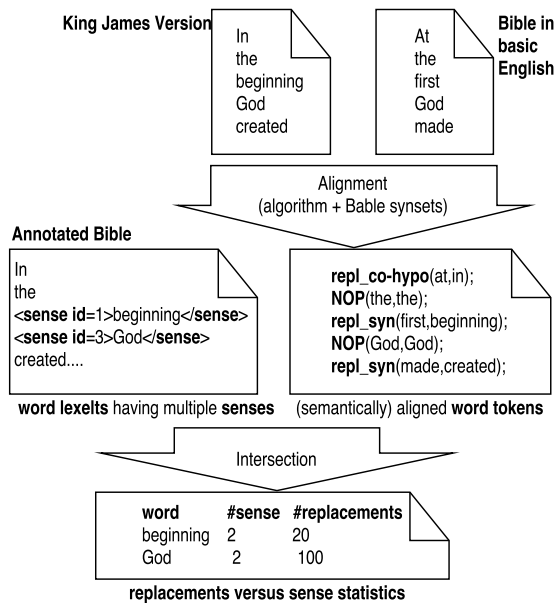 King James Version
In
the
beginning
God
created
At
the
first
God
made
Bible in
basic
English
Alignment
(algorithm + Bable synsets)
Annotated Bible
In
the
<sense id=1>beginning</sense>
<sense id=3>God</sense>
created....
word lexelts having multiple senses
repl_co-hypo(at,in);
NOP(the,the);
repl_syn(first,beginning);
NOP(God,God);
repl_syn(made,created);
(semantically) aligned word tokens
Intersection
word #sense #replacements
beginning 2 20
God 2 100
replacements versus sense statistics